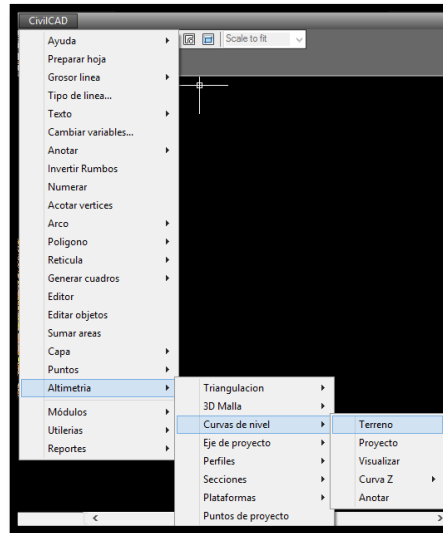 CivilCAD
Scale to fit
Ayuda
Preparar hoja
Grosor linea
Tipo de linea...
Texto
Cambiar variables...
Anotar
Invertir Rumbos
Numerar
Acotar vertices
Arco
Poligono
Reticula
Generar cuadros
Editor
Editar objetos
Sumar areas
Capa
Puntos
Altimetria
Módulos
Utilerias
Reportes
Triangulacion
3D Malla
Curvas de nivel
Eje de proyecto
Perfiles
Secciones
Plataformas
Puntos de proyecto
Terreno
Proyecto
Visualizar
Curva Z
Anotar